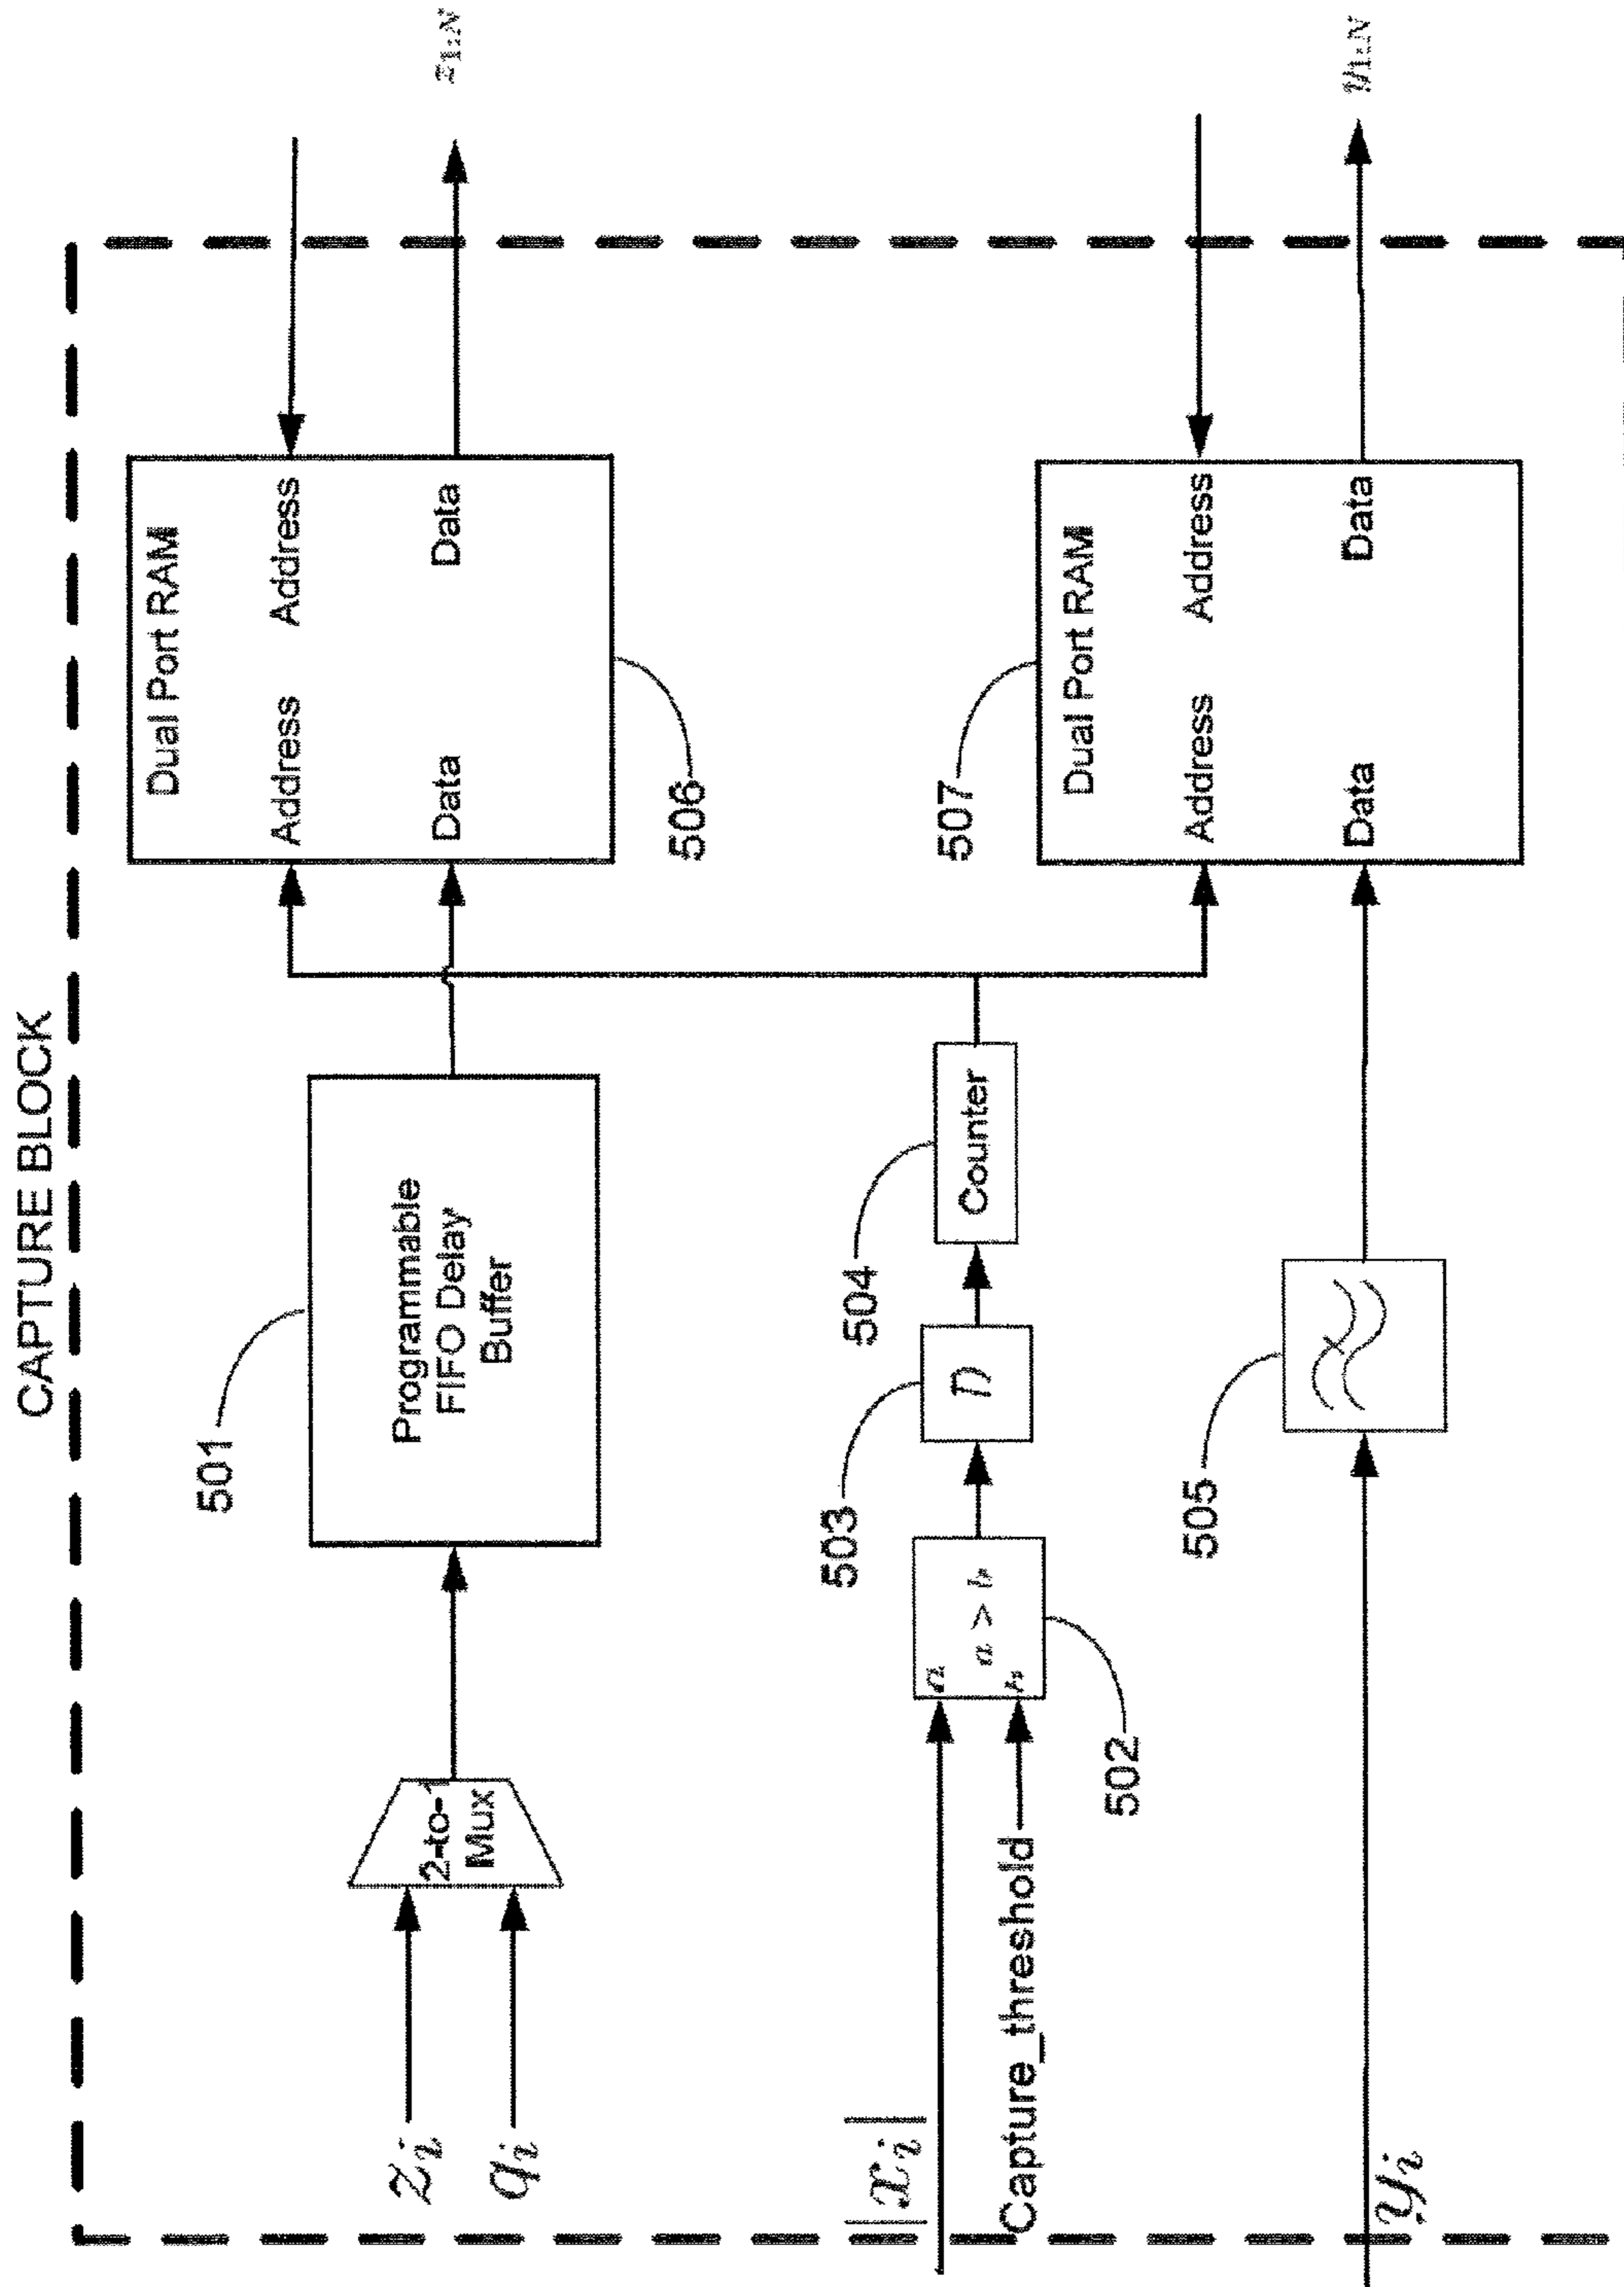 CAPTURE BLOCK
z_i
q_i
2-to-1
Mux
501
Programmable
FIFO Delay
Buffer
Dual Port RAM
Address Address
Data Data
506
z_{1:N}
|x_i|
Capture_threshold
a
a > b
b
502
503
D
504
Counter
507
Dual Port RAM
Address Address
Data Data
y_i
505
y_{1:N}